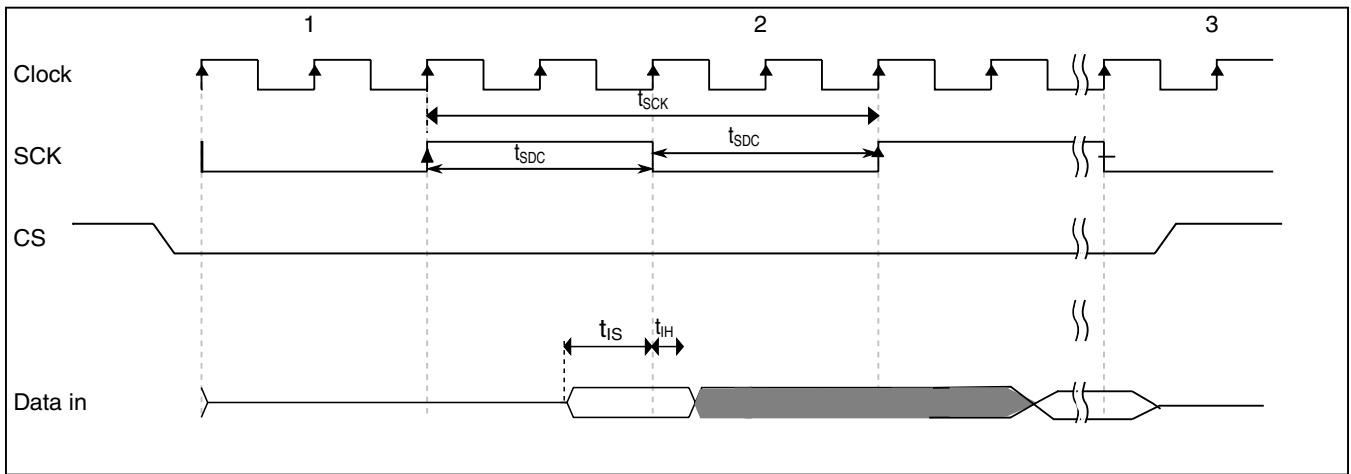 1 2 3
Clock
tSCK
SCK
tSDC tSDC
CS
tIS tIH
Data in